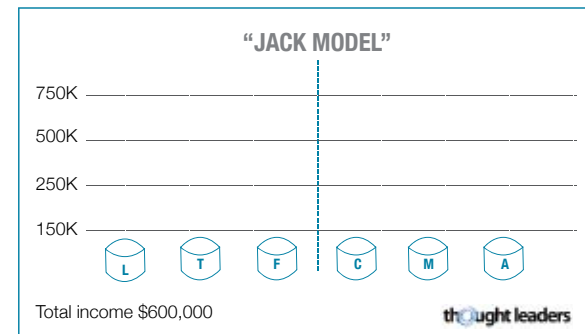 “JACK MODEL”
750K
500K
250K
150K
L T F C M A
Total income $600,000
thought leaders